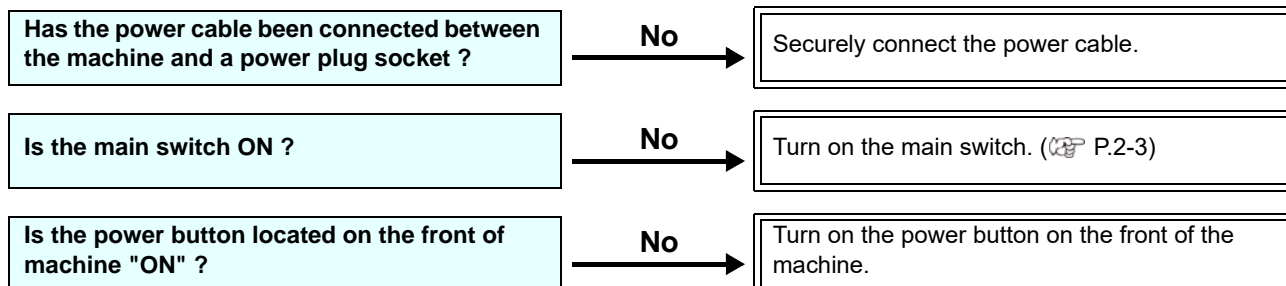 Has the power cable been connected between
the machine and a power plug socket ?
No
Securely connect the power cable.
Is the main switch ON ?
No
Turn on the main switch. (☞ P.2-3)
Is the power button located on the front of
machine "ON" ?
No
Turn on the power button on the front of the
machine.